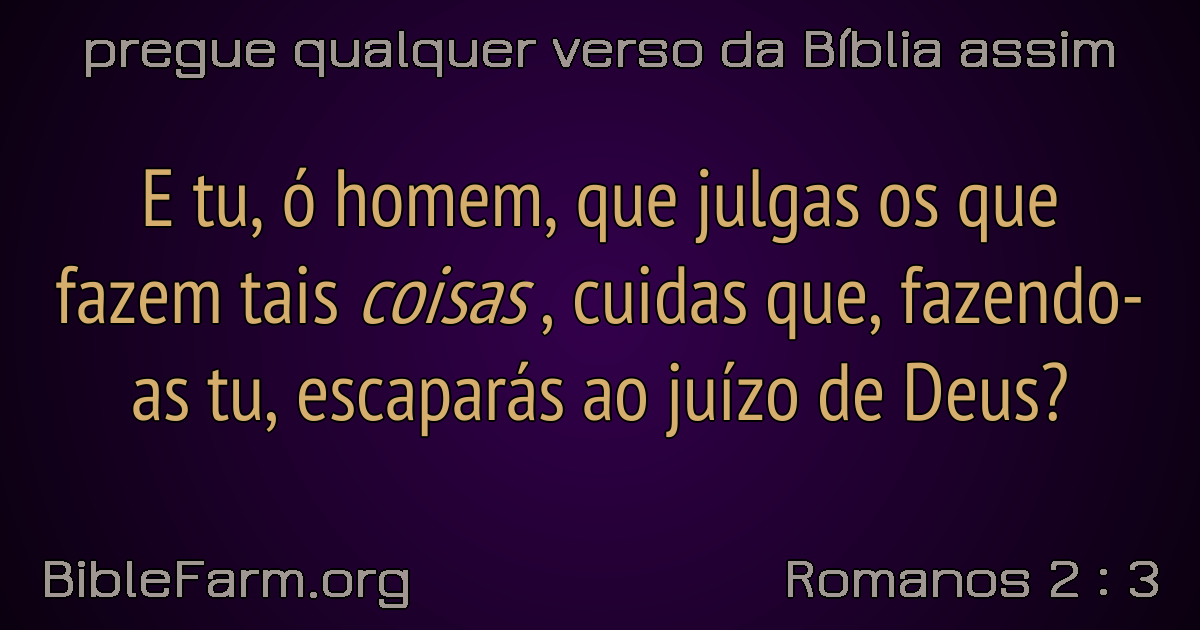 pregue qualquer verso da Bíblia assim
E tu, ó homem, que julgas os que
fazem tais coisas , cuidas que, fazendo-
as tu, escaparás ao juízo de Deus?
BibleFarm.org
Romanos 2 : 3